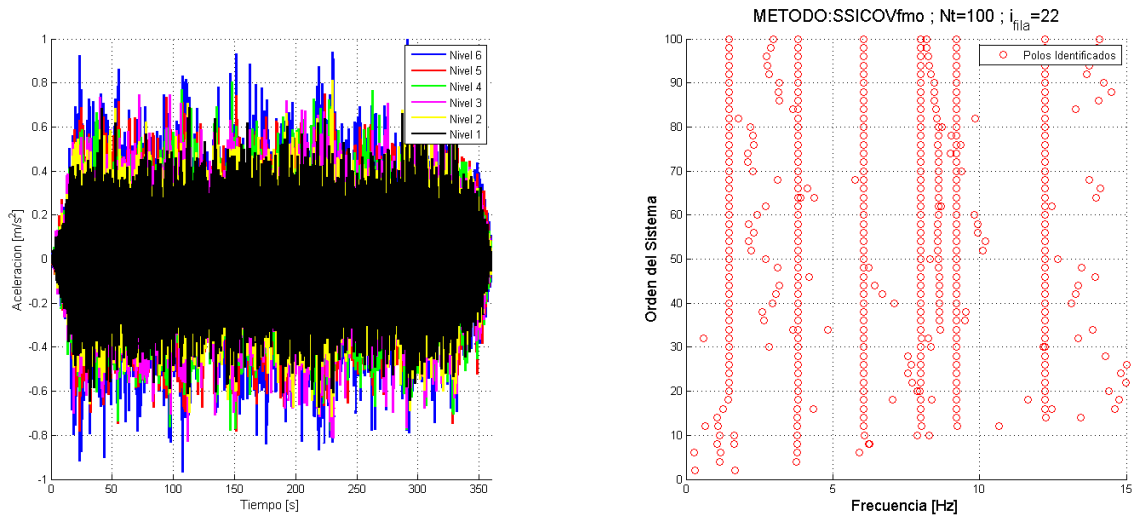 1
0.8
0.6
0.4
0.2
0
-0.2
-0.4
-0.6
-0.8
-1
Aceleracion [m/s²]
0 50 100 150 200 250 300 350
Tiempo [s]
Nivel 6
Nivel 5
Nivel 4
Nivel 3
Nivel 2
Nivel 1
METODO:SSICOVfmo ; Nt=100 ; i_fila=22
100
90
80
70
60
50
40
30
20
10
0
Orden del Sistema
0 5 10 15
Frecuencia [Hz]
Polos Identificados